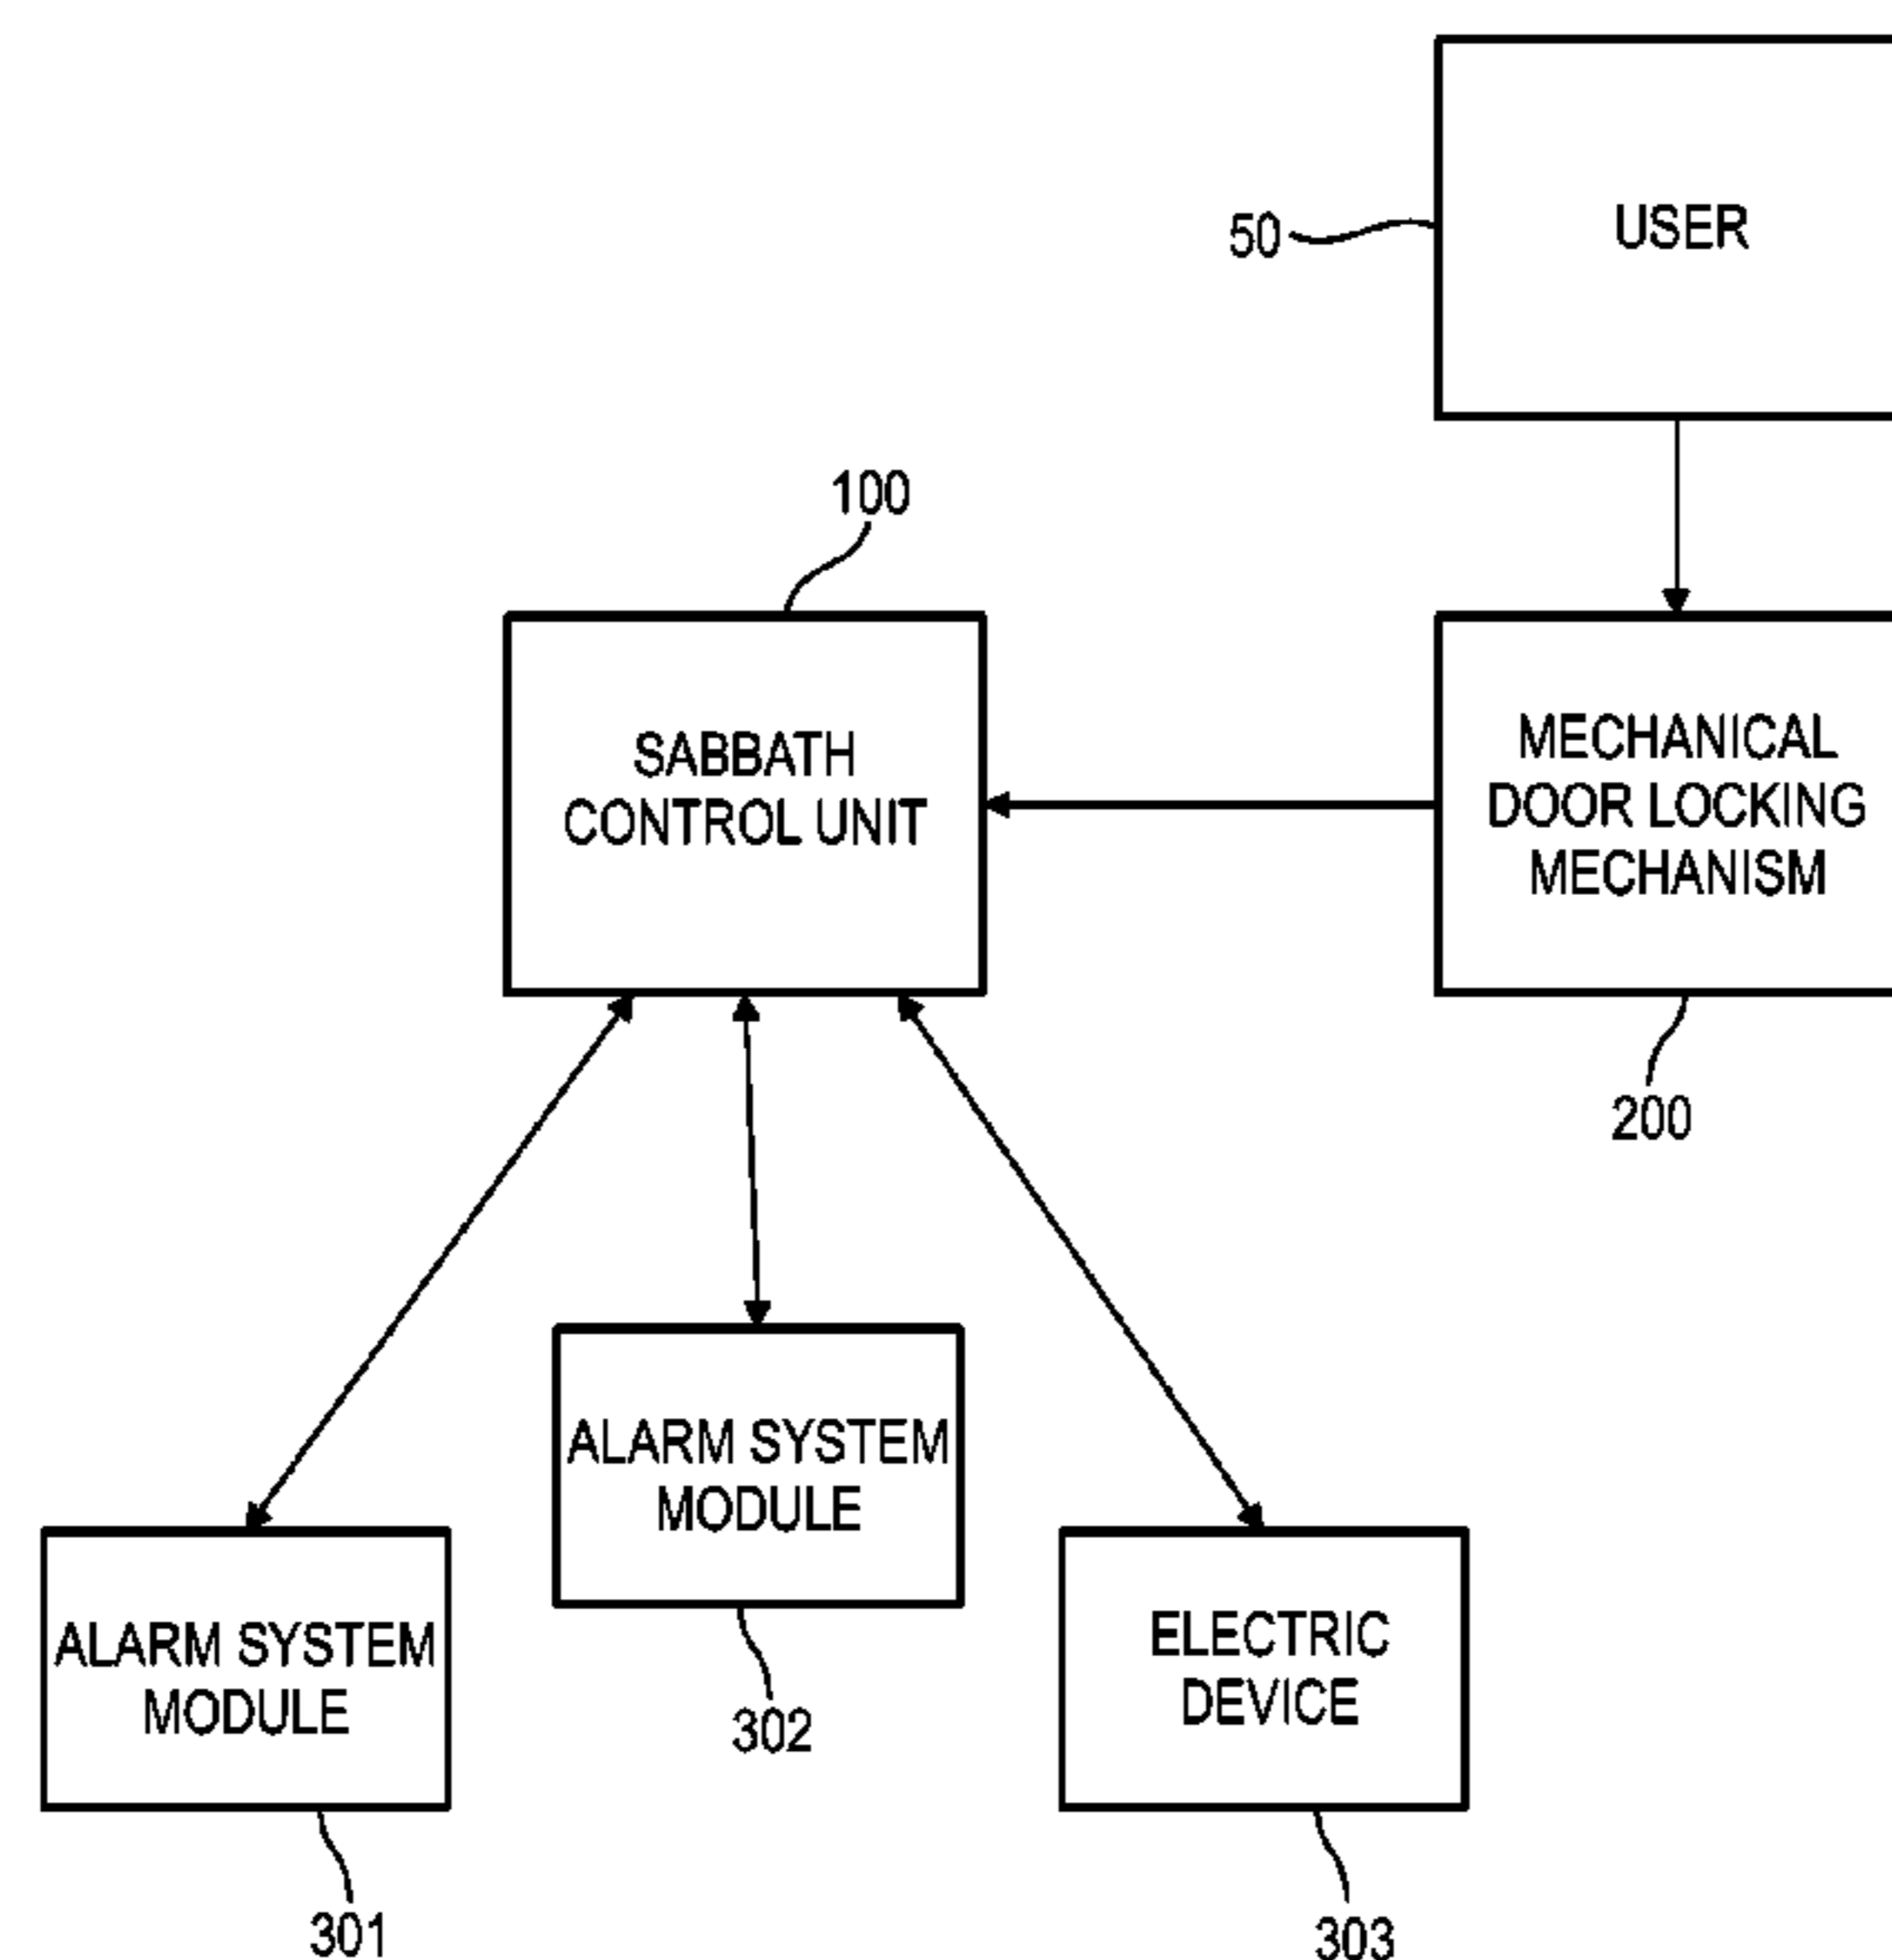 50
USER
100
SABBATH
CONTROL UNIT
MECHANICAL
DOOR LOCKING
MECHANISM
200
ALARM SYSTEM
MODULE
302
ALARM SYSTEM
MODULE
301
ELECTRIC
DEVICE
303